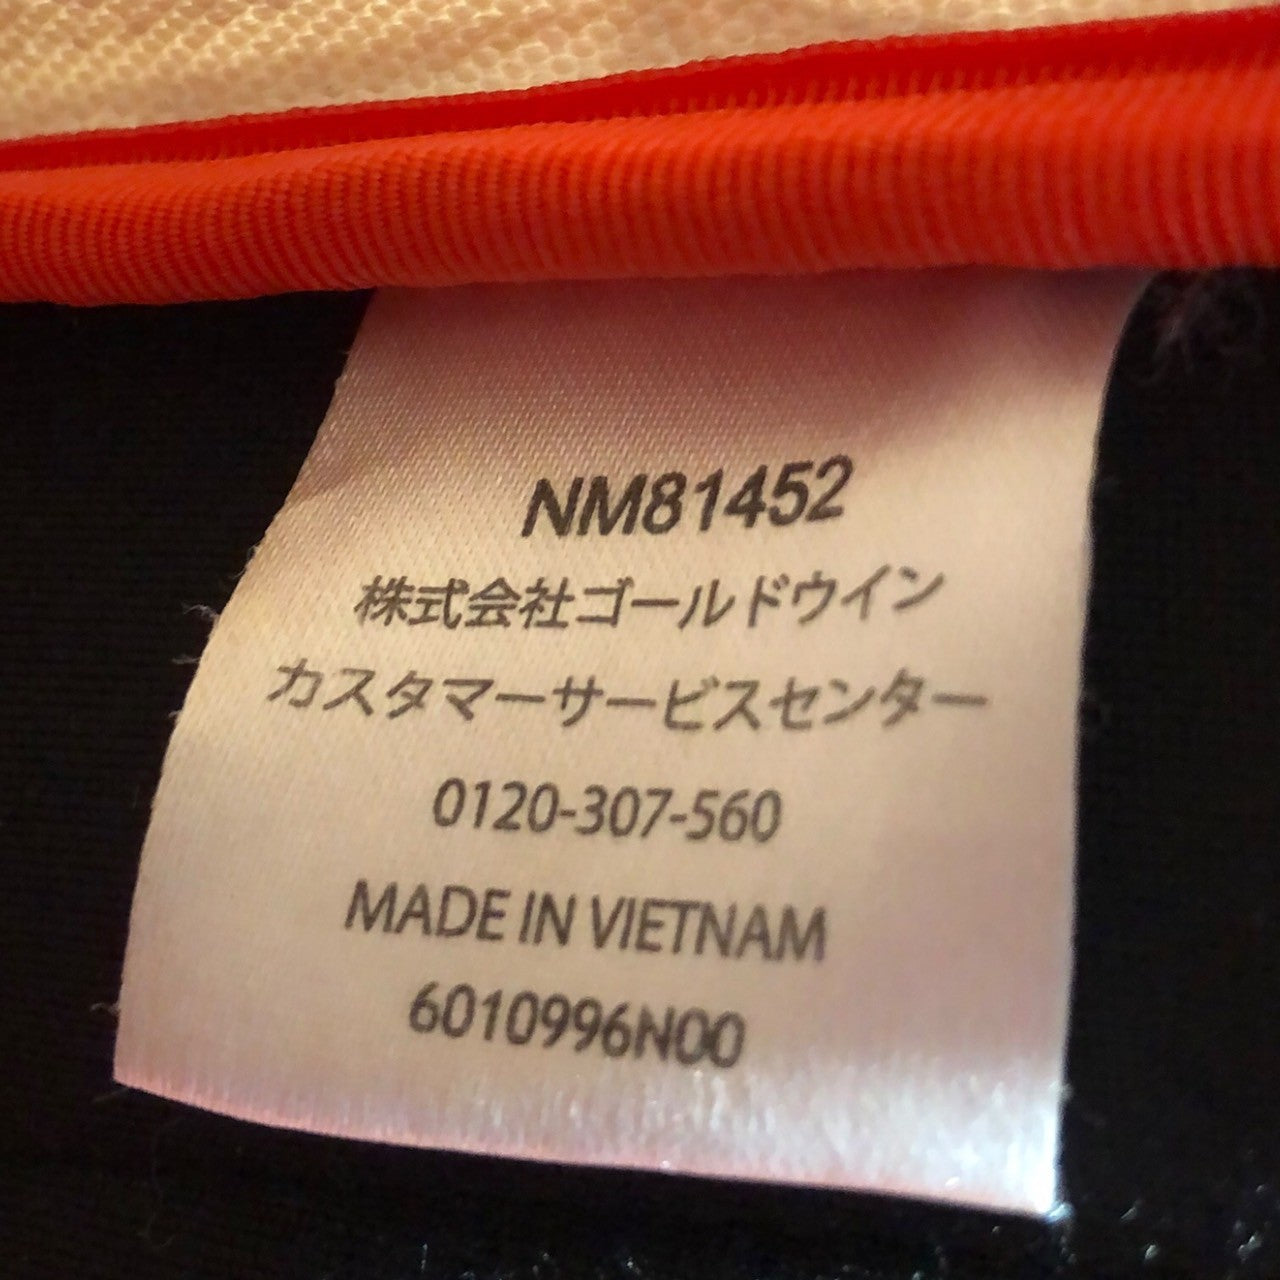 NM81452
株式会社ゴールドウイン
カスタマーサービスセンター
0120-307-560
MADE IN VIETNAM
6010996N00